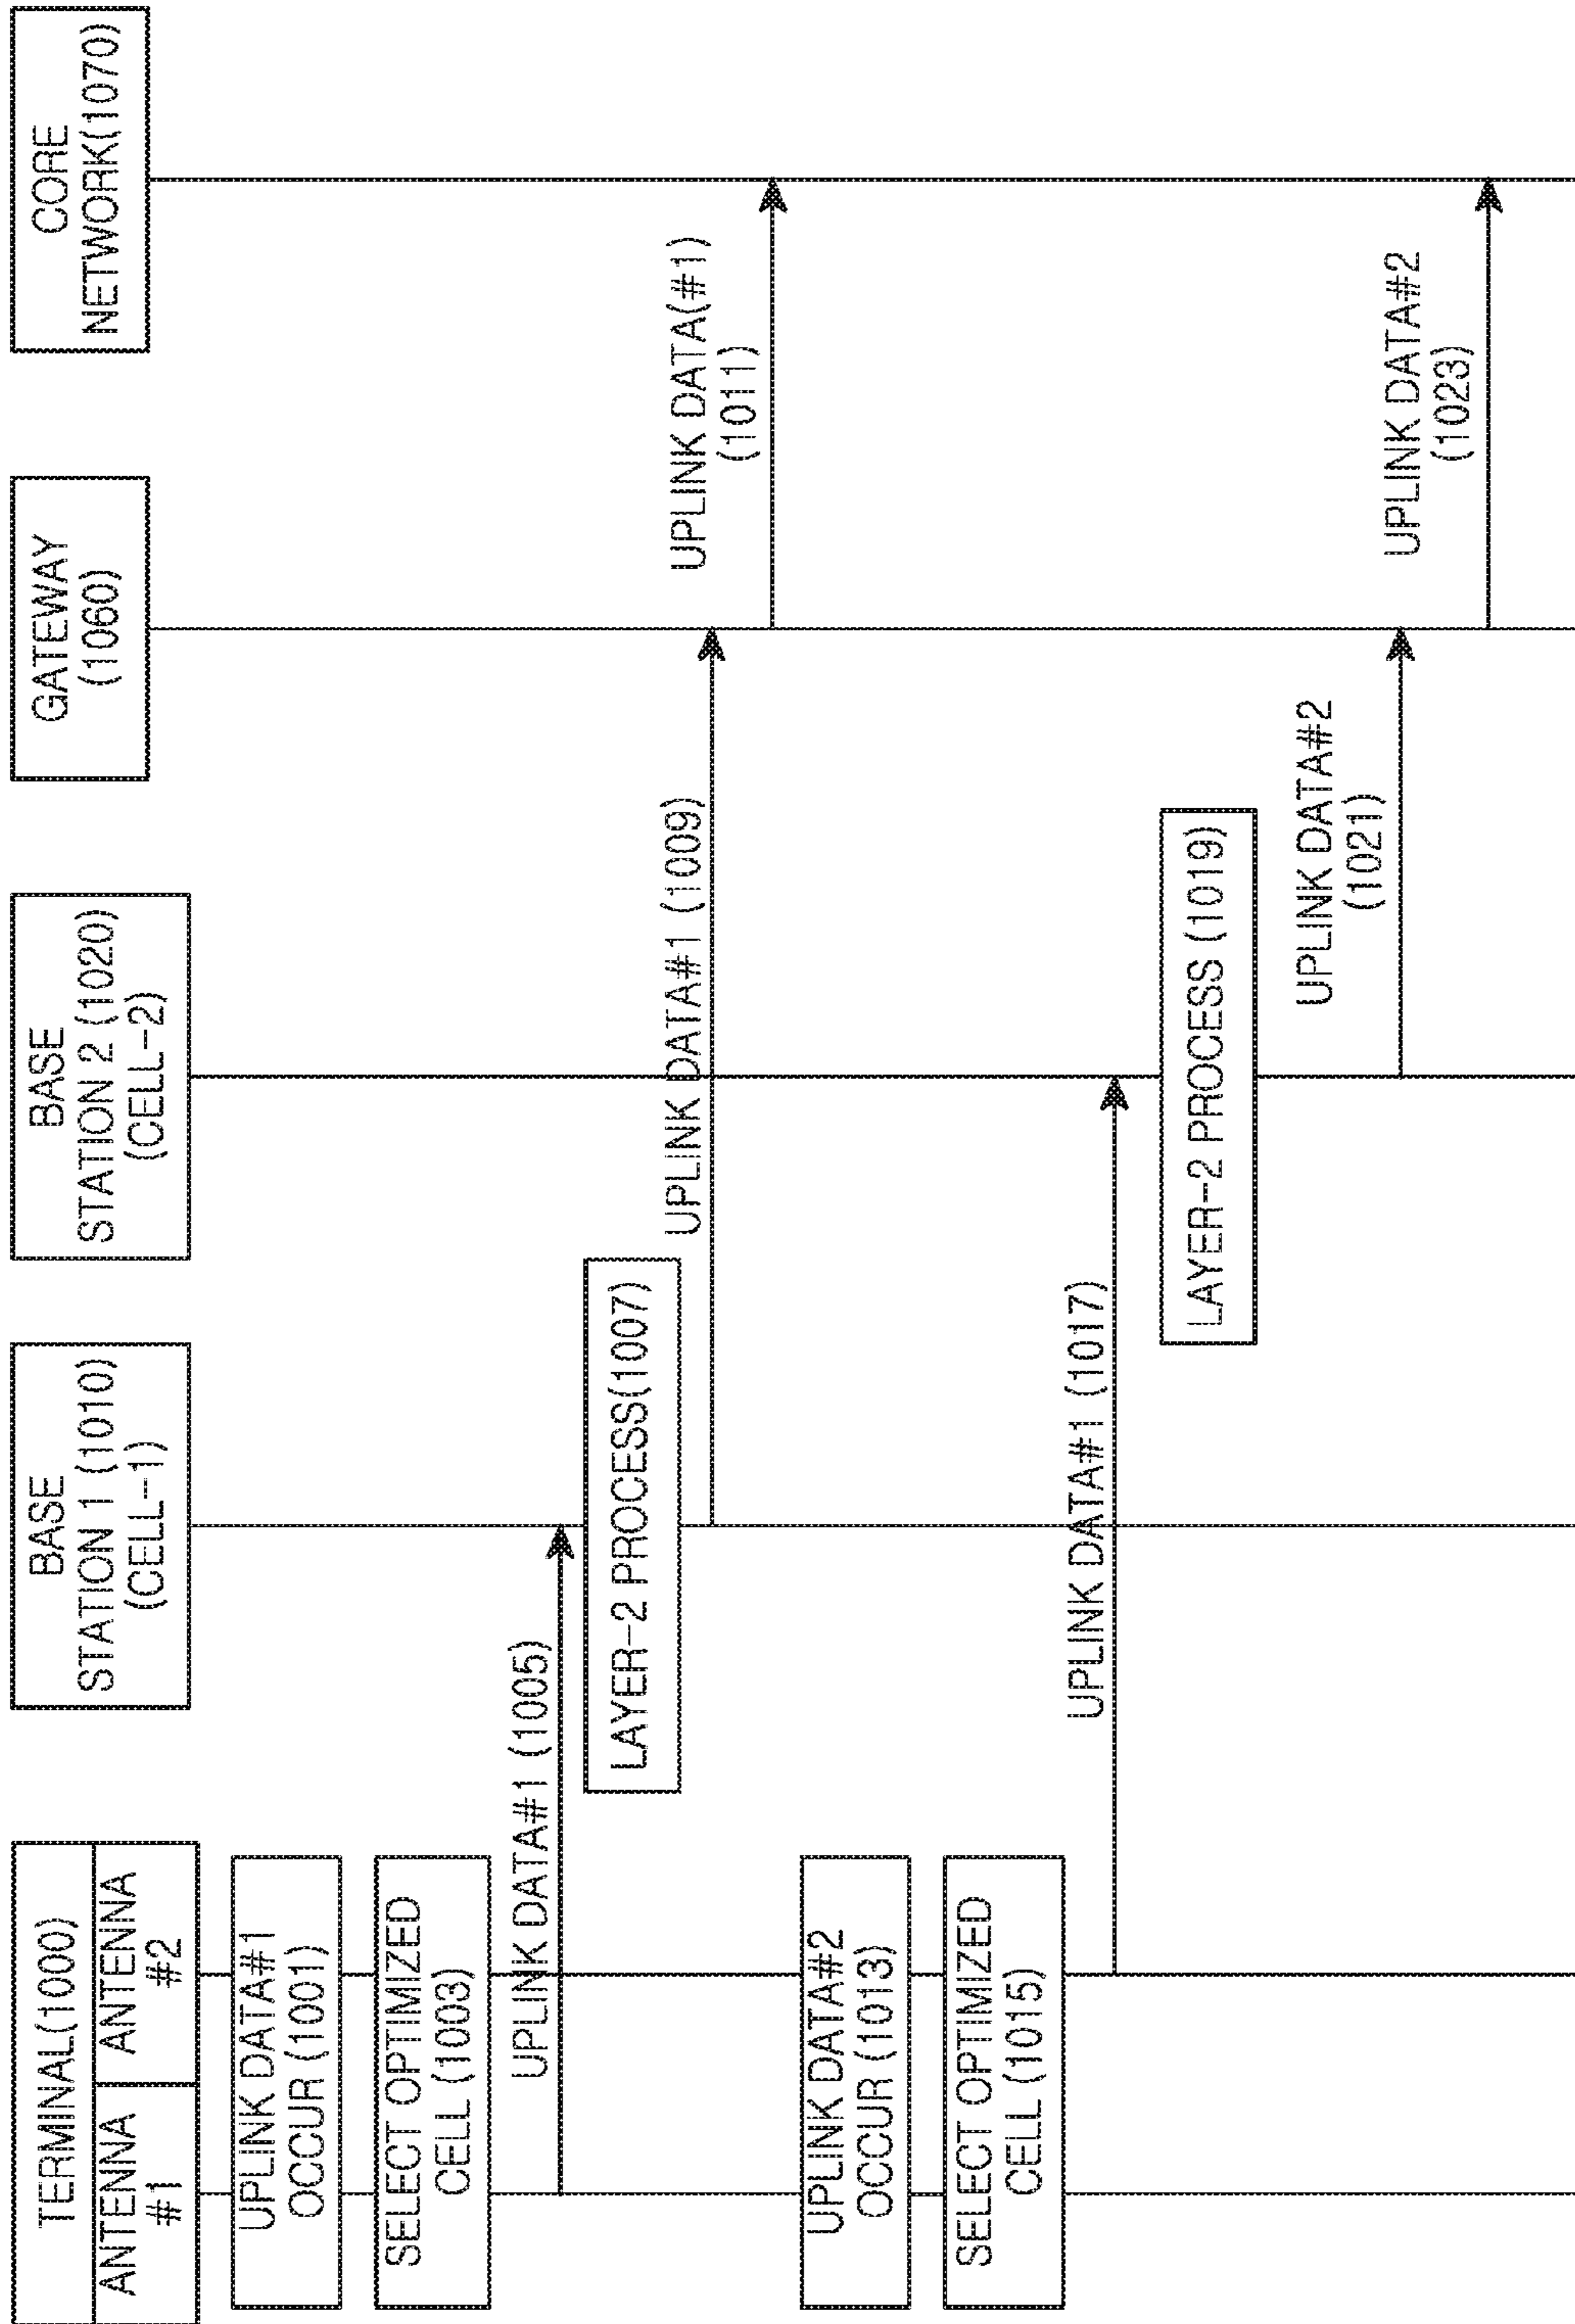 TERMINAL(1000)
ANTENNA
#1
ANTENNA
#2
BASE
STATION 1 (1010)
(CELL-1)
BASE
STATION 2 (1020)
(CELL-2)
GATEWAY
(1060)
CORE
NETWORK(1070)
UPLINK DATA#1
OCCUR (1001)
SELECT OPTIMIZED
CELL (1003)
UPLINK DATA#1 (1005)
LAYER-2 PROCESS(1007)
UPLINK DATA#1 (1009)
UPLINK DATA(#1)
(1011)
UPLINK DATA#2
OCCUR (1013)
SELECT OPTIMIZED
CELL (1015)
UPLINK DATA#1 (1017)
LAYER-2 PROCESS (1019)
UPLINK DATA#2
(1021)
UPLINK DATA#2
(1023)